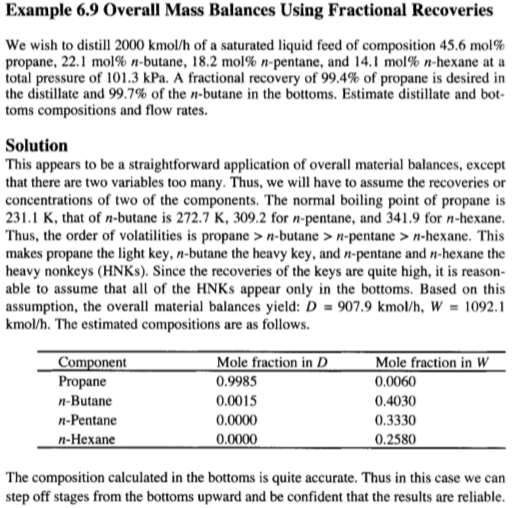 Example 6.9 Overall Mass Balances Using Fractional Recoveries
We wish to distill 2000 kmol/h of a saturated liquid feed of composition 45.6 mol%
propane, 22.1 mol% n-butane, 18.2 mol% n-pentane, and 14.1 mol% n-hexane at a
total pressure of 101.3 kPa. A fractional recovery of 99.4% of propane is desired in
the distillate and 99.7% of the n-butane in the bottoms. Estimate distillate and bot-
toms compositions and flow rates.
Solution
This appears to be a straightforward application of overall material balances, except
that there are two variables too many. Thus, we will have to assume the recoveries or
concentrations of two of the components. The normal boiling point of propane is
231.1 K, that of n-butane is 272.7 K, 309.2 for n-pentane, and 341.9 for n-hexane.
Thus, the order of volatilities is propane > n-butane > n-pentane > n-hexane. This
makes propane the light key, n-butane the heavy key, and n-pentane and n-hexane the
heavy nonkeys (HNKs). Since the recoveries of the keys are quite high, it is reason-
able to assume that all of the HNKs appear only in the bottoms. Based on this
assumption, the overall material balances yield: D = 907.9 kmol/h, W = 1092.1
kmol/h. The estimated compositions are as follows.
Component Mole fraction in D Mole fraction in W
Propane 0.9985 0.0060
n-Butane 0.0015 0.4030
n-Pentane 0.0000 0.3330
n-Hexane 0.0000 0.2580
The composition calculated in the bottoms is quite accurate. Thus in this case we can
step off stages from the bottoms upward and be confident that the results are reliable.